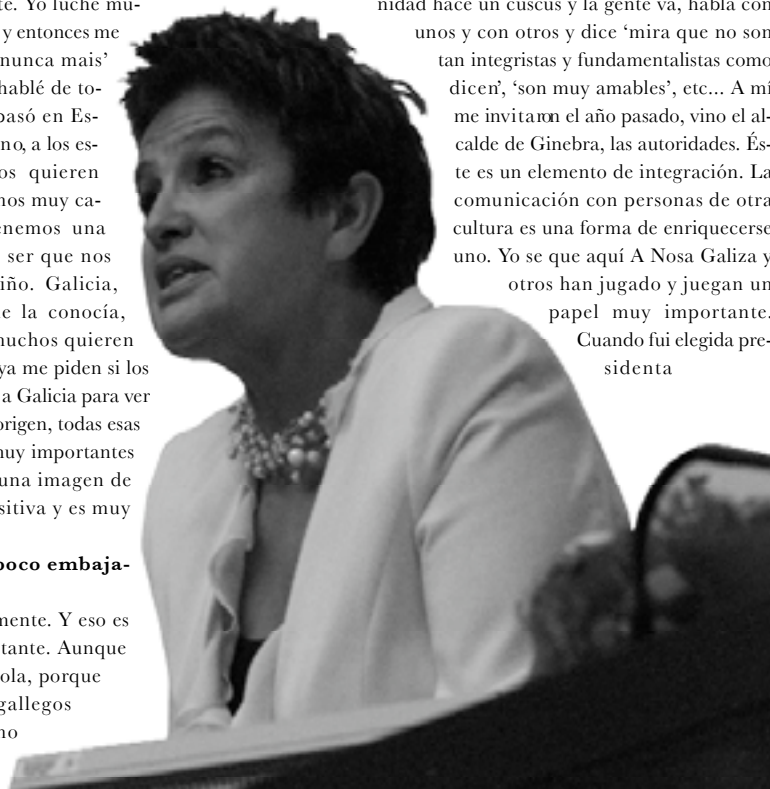 te. Yo luché mu-
y entonces me
nunca mais’
hablé de to-
pasó en Es-
no, a los es-
os quieren
mos muy ca-
enemos una
ser que nos
iño. Galicia,
e la conocía,
muchos quieren
ya me piden si los
a Galicia para ver
origen, todas esas
muy importantes
una imagen de
sitiva y es muy
poco embaja-
mente. Y eso es
tante. Aunque
ola, porque
gallegos
no
nidad hace un cuscus y la gente va, habla con
unos y con otros y dice ‘mira que no son
tan integristas y fundamentalistas como
dicen’, ‘son muy amables’, etc... A mí
me invitaron el año pasado, vino el al-
calde de Ginebra, las autoridades. És-
te es un elemento de integración. La
comunicación con personas de otra
cultura es una forma de enriquecerse
uno. Yo se que aquí A Nosa Galiza y
otros han jugado y juegan un
papel muy importante.
Cuando fui elegida pre-
sidenta